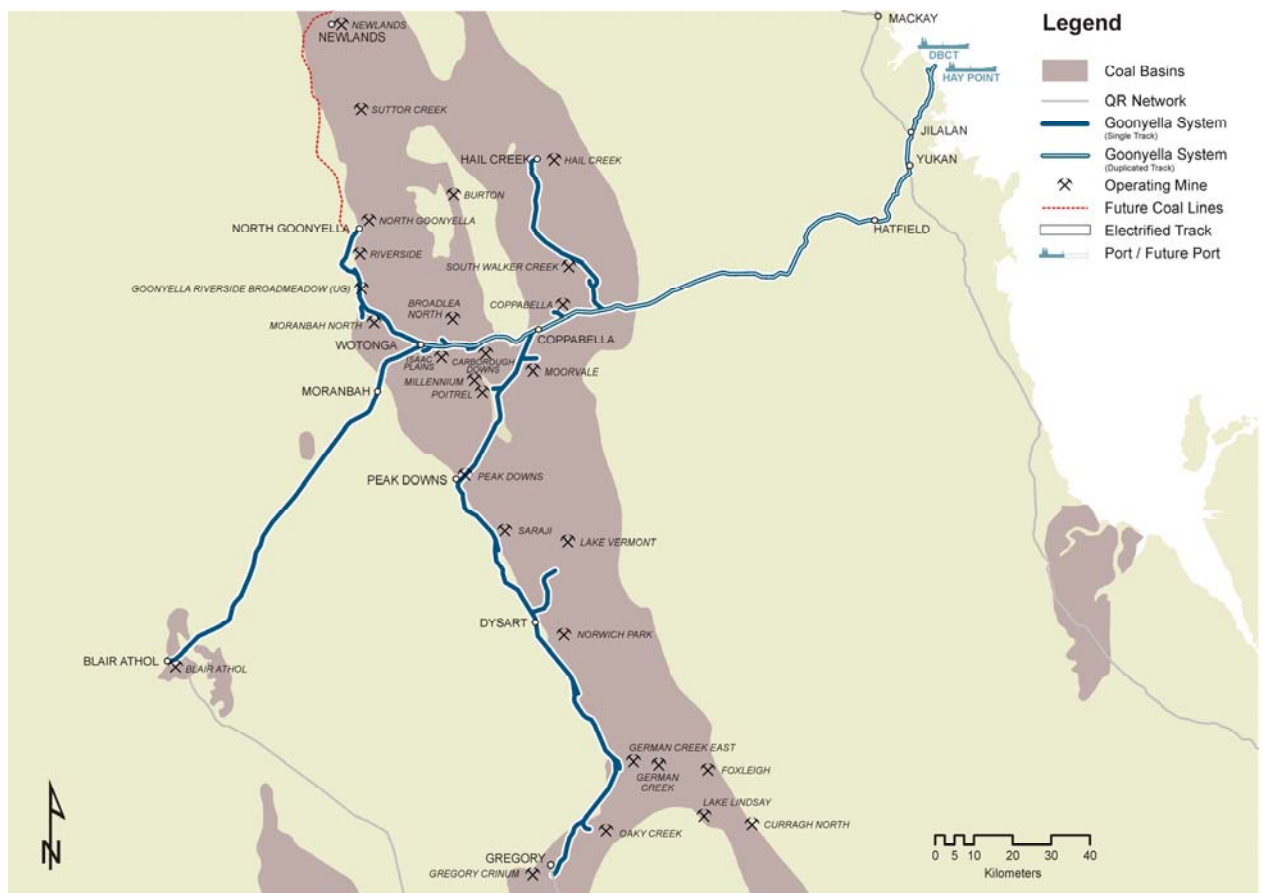 NEWLANDS
NEWLANDS
SUTTOR CREEK
HAIL CREEK
HAIL CREEK
BURTON
NORTH GOONYELLA
NORTH GOONYELLA
RIVERSIDE
SOUTH WALKER CREEK
GOONYELLA RIVERSIDE BROADMEADOW (UG)
BROADLEA
NORTH
COPPABELLA
MORANBAH NORTH
WOTONGA
COPPABELLA
ISAAC
PLAINS
CARBOROUGH
DOWNS
MOORVALE
MILLENNIUM
POITREL
MORANBAH
PEAK DOWNS
PEAK DOWNS
SARAJI
LAKE VERMONT
DYSART
NORWICH PARK
BLAIR ATHOL
BLAIR ATHOL
GERMAN CREEK EAST
GERMAN
CREEK
FOXLEIGH
LAKE LINDSAY
CURRAGH NORTH
OAKY CREEK
GREGORY
GREGORY CRINUM
MACKAY
DBCT
HAY POINT
JILALAN
YUKAN
HATFIELD
Legend
Coal Basins
QR Network
Goonyella System
(Single Track)
Goonyella System
(Duplicated Track)
Operating Mine
Future Coal Lines
Electrified Track
Port / Future Port
N
0 5 10 20 30 40
Kilometers